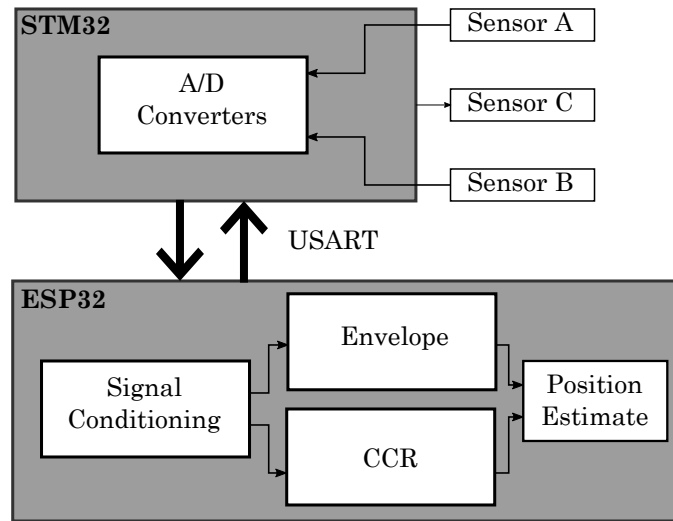 STM32
Sensor A
A/D
Converters
Sensor C
Sensor B
USART
ESP32
Envelope
Signal
Conditioning
Position
Estimate
CCR